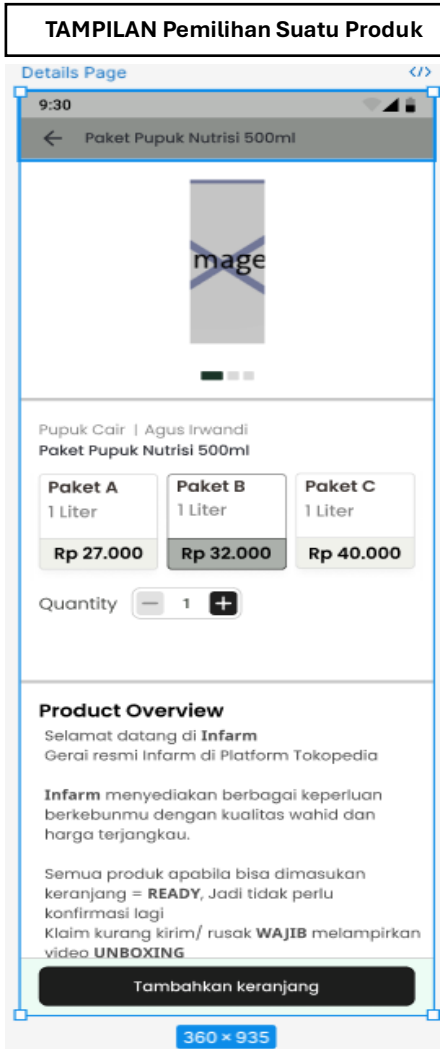 TAMPILAN Pemilihan Suatu Produk
Details Page </>
9:30
Paket Pupuk Nutrisi 500ml
mage
Pupuk Cair | Agus Irwandi
Paket Pupuk Nutrisi 500ml
Paket A Paket B Paket C
1 Liter 1 Liter 1 Liter
Rp 27.000 Rp 32.000 Rp 40.000
Quantity — 1 +
Product Overview
Selamat datang di Infarm
Gerai resmi Infarm di Platform Tokopedia
Infarm menyediakan berbagai keperluan
berkebunmu dengan kualitas wahid dan
harga terjangkau.
Semua produk apabila bisa dimasukan
keranjang = READY, Jadi tidak perlu
konfirmasi lagi
Klaim kurang kirim/ rusak WAJIB melampirkan
video UNBOXING
Tambahkan keranjang
360 × 935